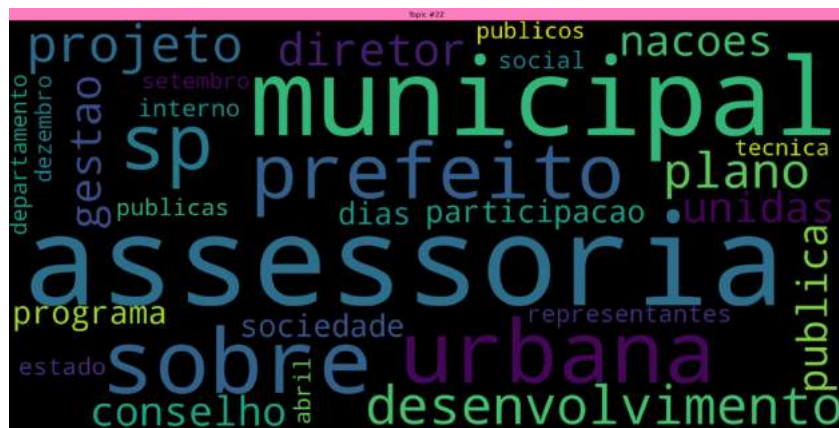 Topic #22
projeto
diretor
publicos
social
nacoes
setembro
interno
municipal
departamento
dezembro
gestao
sp
prefeito
tecnica
plano
publicas
dias
participacao
unidas
assessoria
publica
programa
sociedade
representantes
estado
sobre
urbana
abril
conselho
desenvolvimento